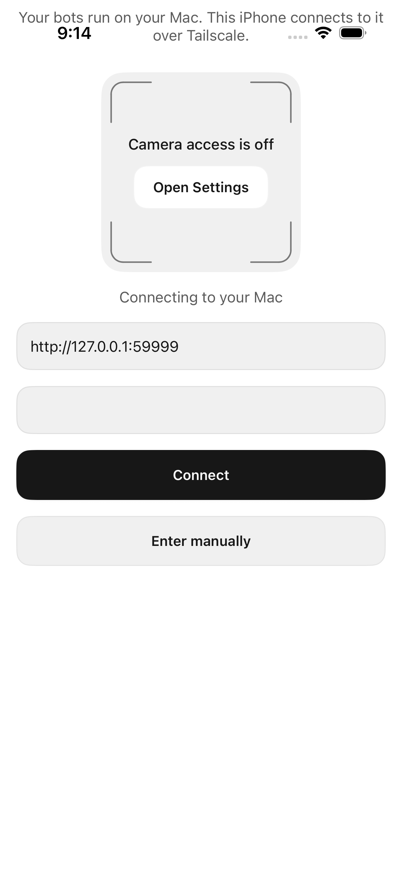 Your bots run on your Mac. This iPhone connects to it
over Tailscale.
9:14
Camera access is off
Open Settings
Connecting to your Mac
http://127.0.0.1:59999
Connect
Enter manually